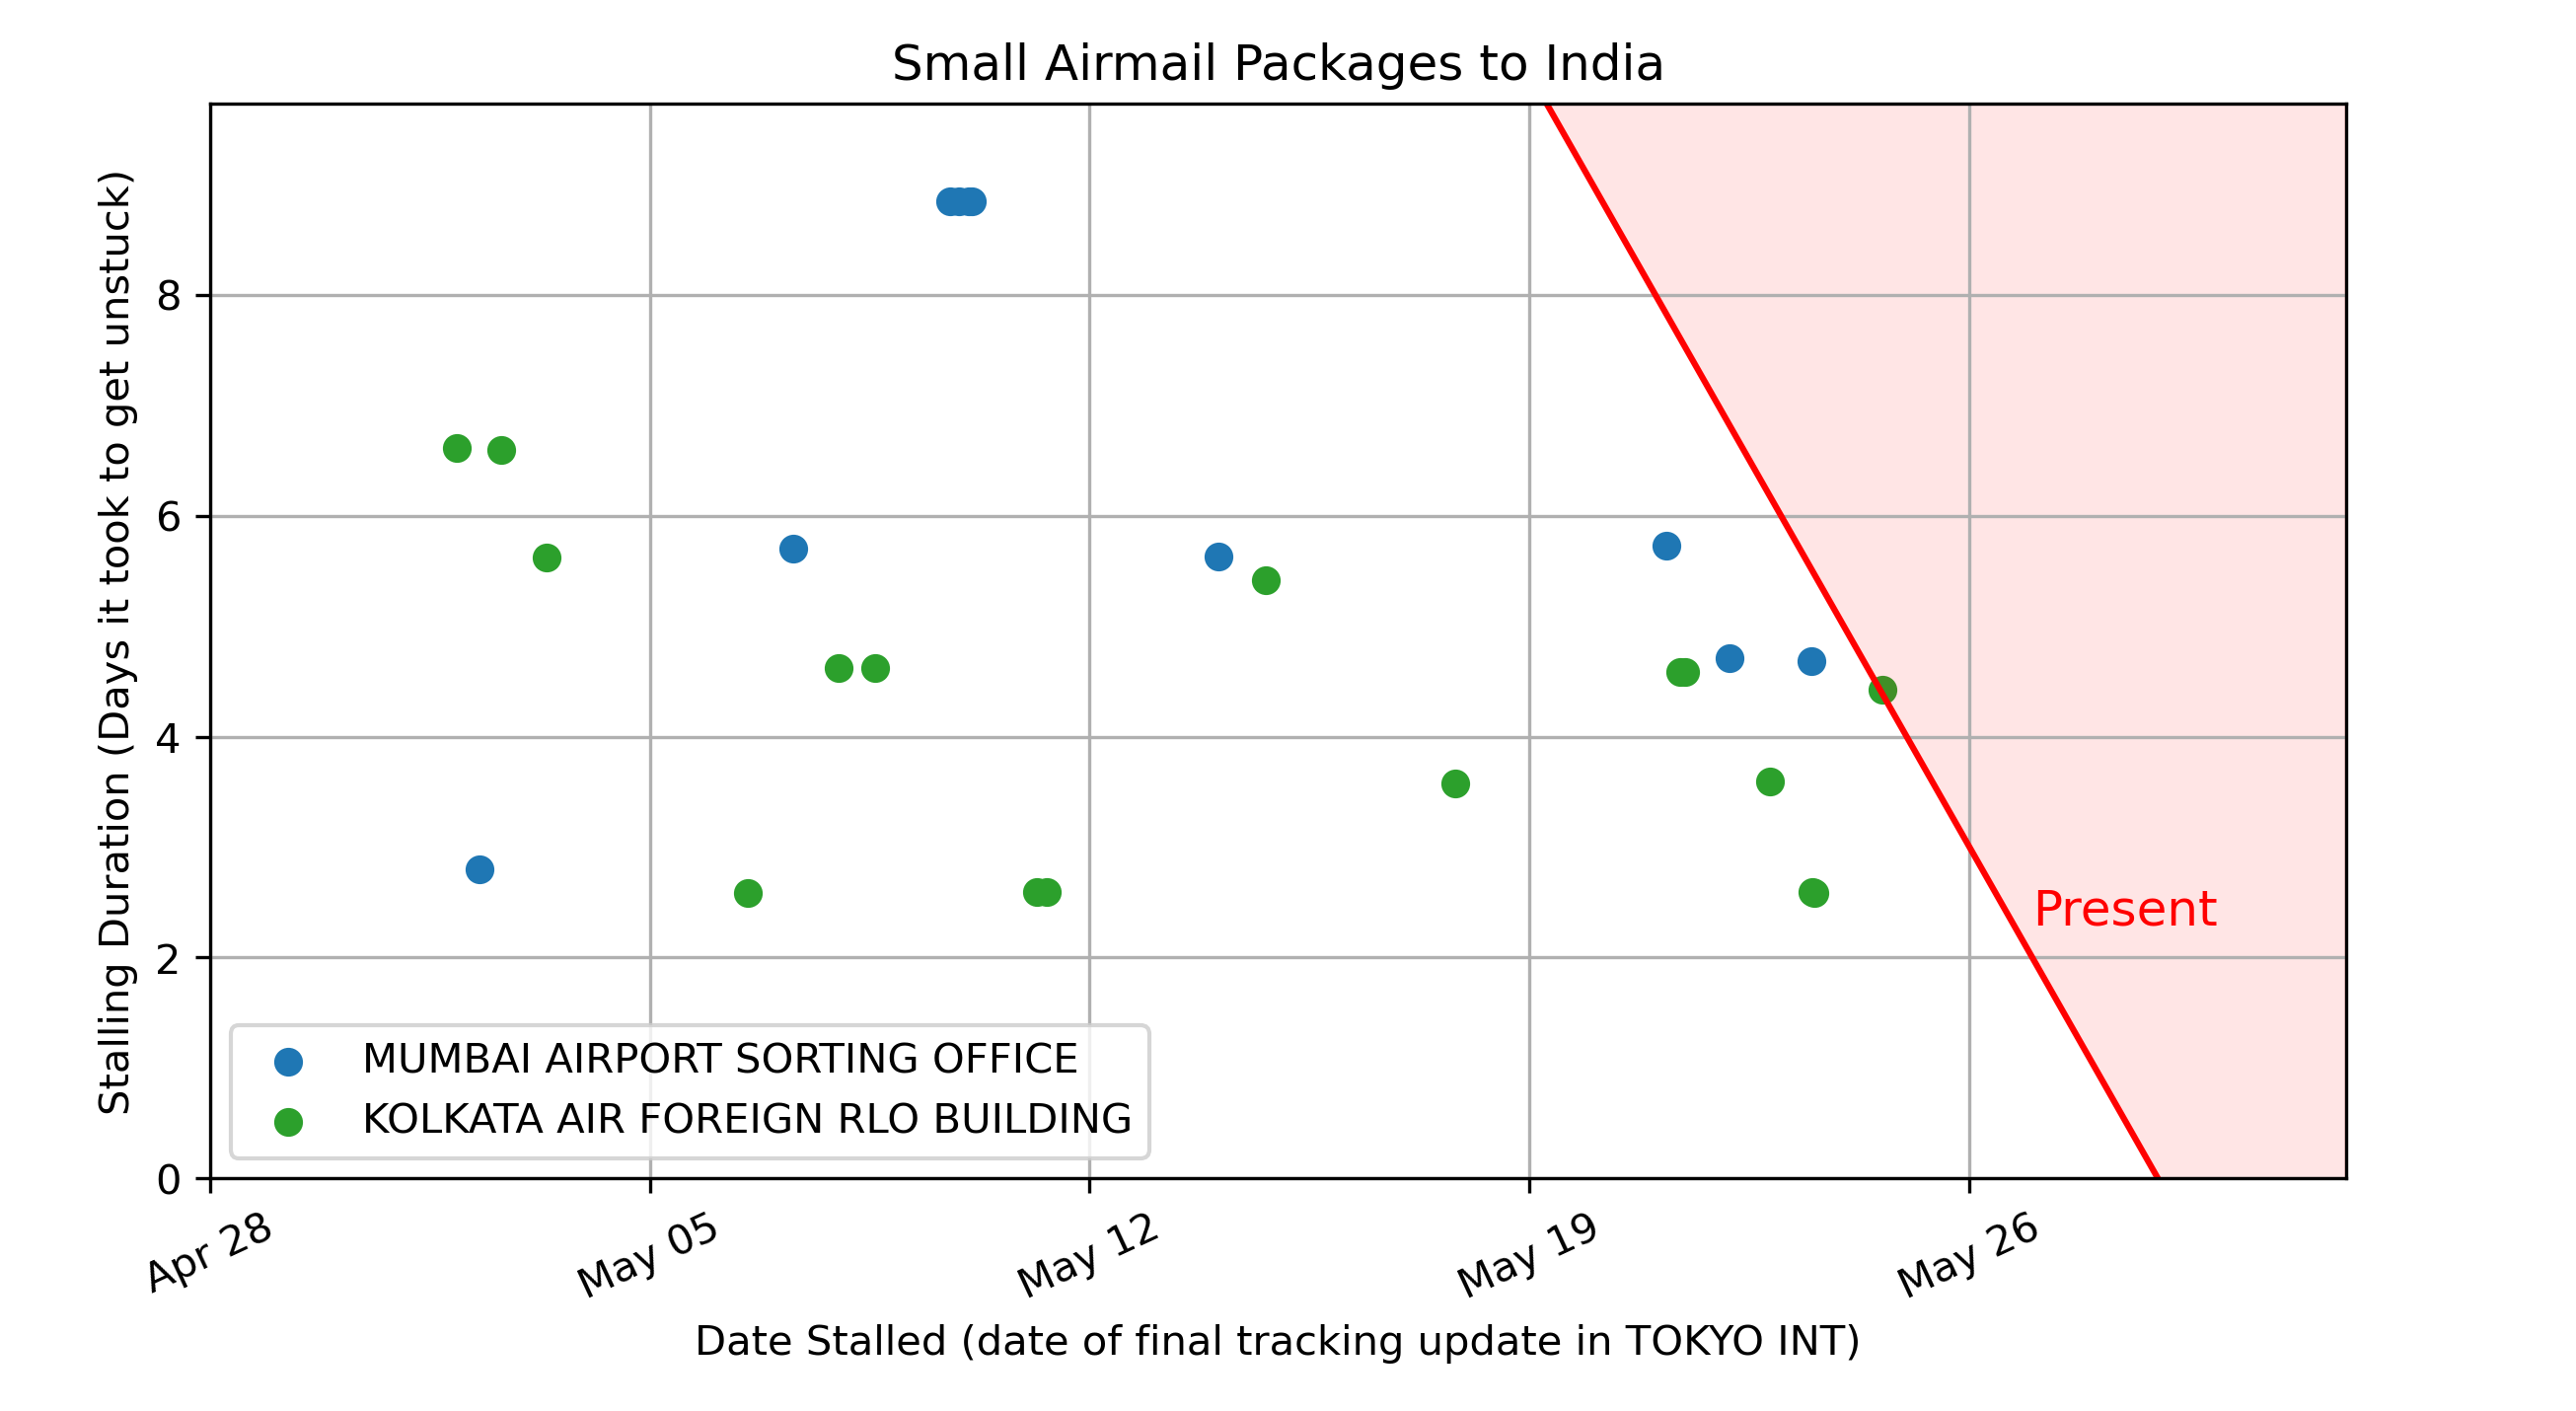 Small Airmail Packages to India
Stalling Duration (Days it took to get unstuck)
8
6
4
2
0
Present
MUMBAI AIRPORT SORTING OFFICE
KOLKATA AIR FOREIGN RLO BUILDING
Apr 28
May 05
May 12
May 19
May 26
Date Stalled (date of final tracking update in TOKYO INT)